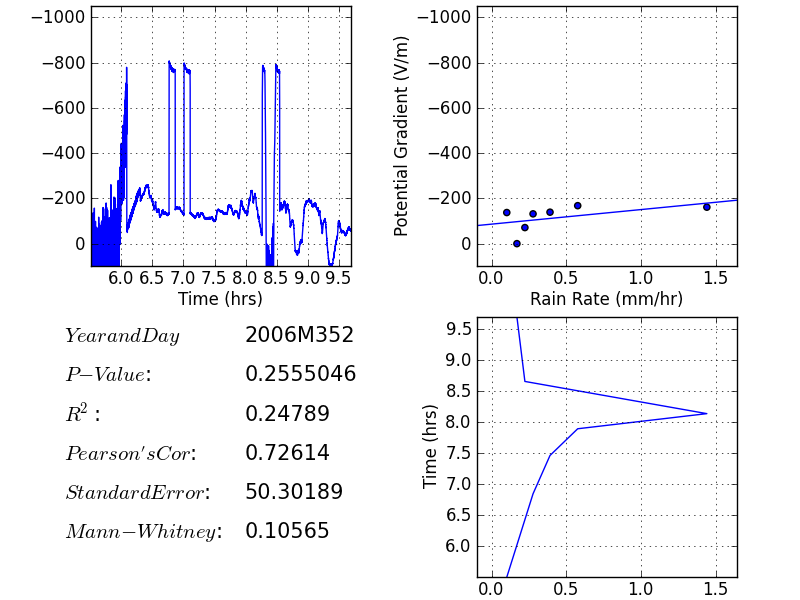 −1000
−800
−600
−400
−200
0
6.0 6.5 7.0 7.5 8.0 8.5 9.0 9.5
Time (hrs)
Potential Gradient (V/m)
−1000
−800
−600
−400
−200
0
0.0 0.5 1.0 1.5
Rain Rate (mm/hr)
YearandDay 2006M352
P−Value: 0.2555046
R²: 0.24789
Pearson'sCor: 0.72614
StandardError: 50.30189
Mann−Whitney: 0.10565
Time (hrs)
9.5
9.0
8.5
8.0
7.5
7.0
6.5
6.0
0.0 0.5 1.0 1.5